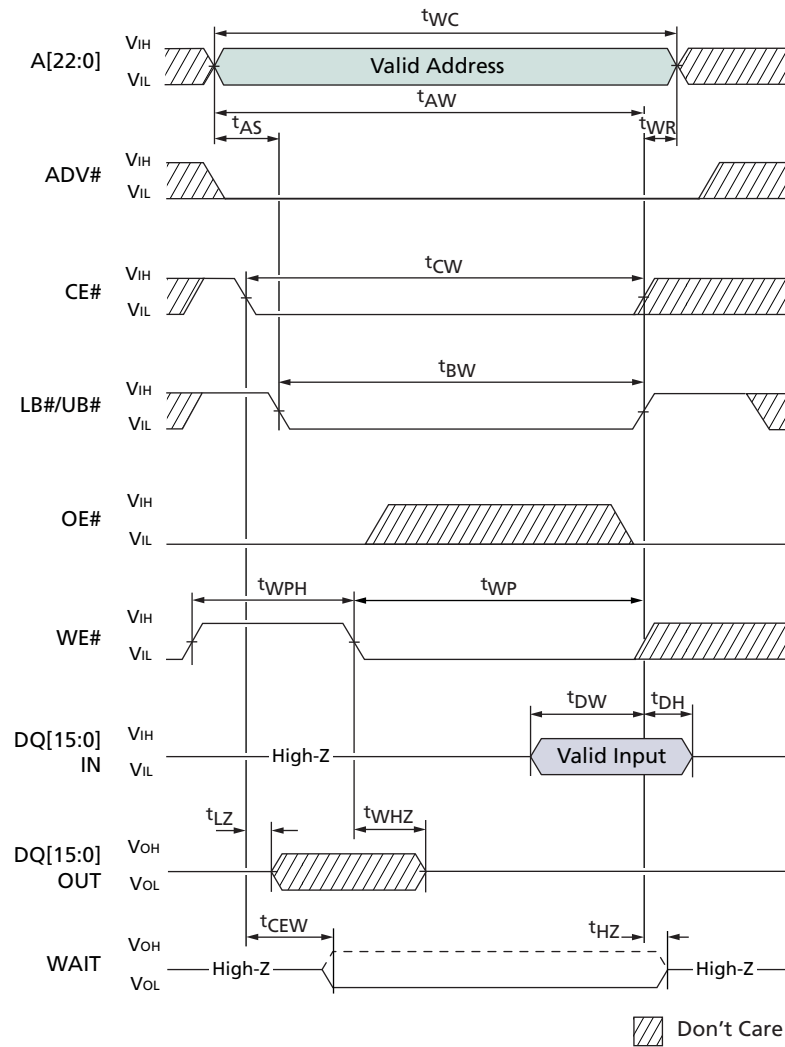 tWC
A[22:0] VIH VIL Valid Address
tAW
tAS tWR
ADV# VIH VIL
CE# VIH VIL tCW
LB#/UB# VIH VIL tBW
OE# VIH VIL
tWPH tWP
WE# VIH VIL
tDW tDH
DQ[15:0] IN VIH VIL High-Z Valid Input
tLZ tWHZ
DQ[15:0] OUT VOH VOL
tCEW tHZ
WAIT VOH VOL High-Z High-Z
Don't Care